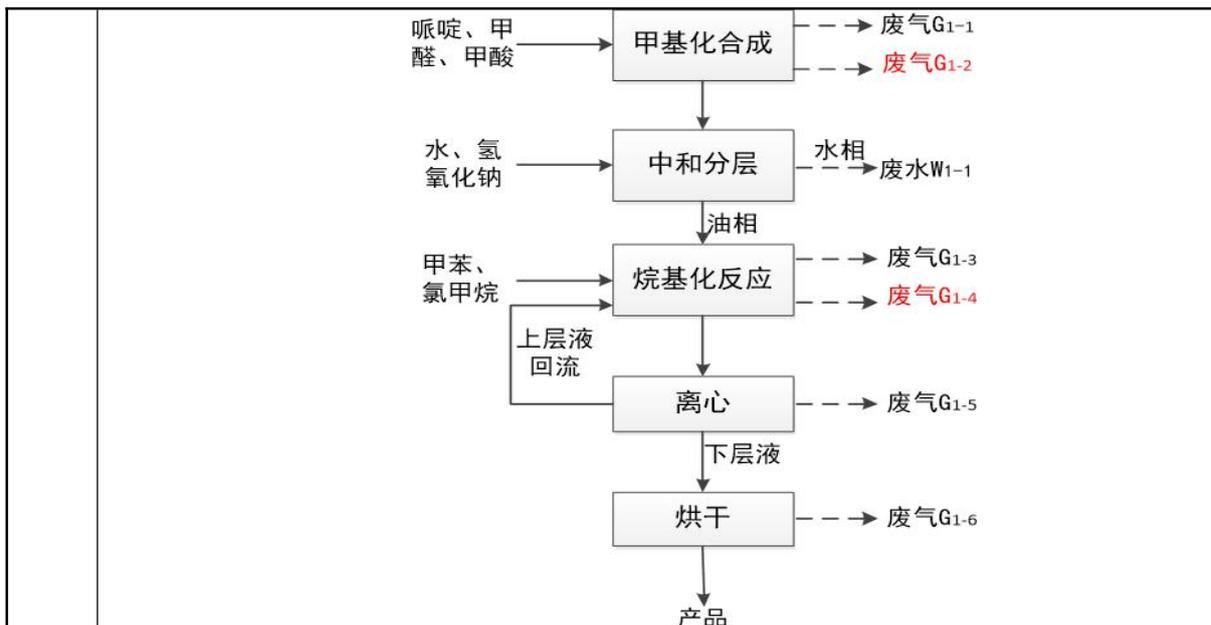 哌啶、甲
醛、甲酸
甲基化合成
废气G1-1
废气G1-2
水、氢
氧化钠
中和分层
水相
废水W1-1
油相
甲苯、
氯甲烷
烷基化反应
废气G1-3
废气G1-4
上层液
回流
离心
废气G1-5
下层液
烘干
废气G1-6
产品